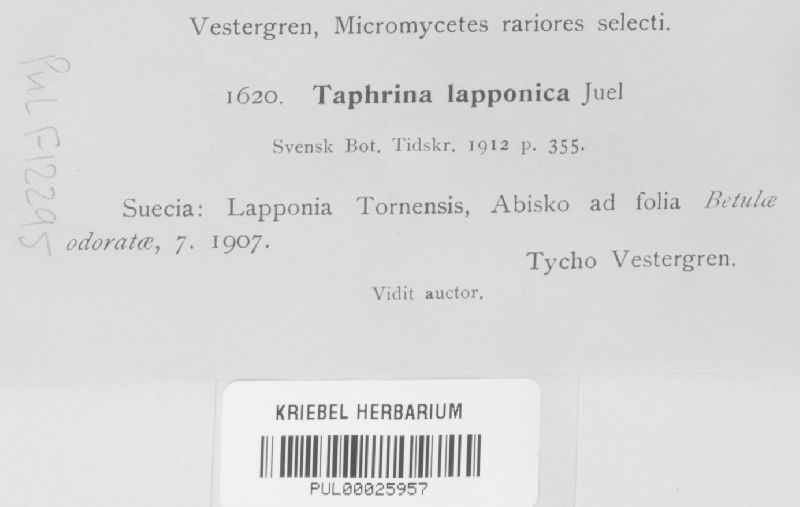 Vestergren, Micromycetes rariores selecti.
1620. Taphrina lapponica Juel
Svensk Bot. Tidskr. 1912 p. 355.
Suecia: Lapponia Tornensis, Abisko ad folia Betulæ
odoratæ, 7. 1907.
Tycho Vestergren.
Vidit auctor.
PUL F12295
KRIEBEL HERBARIUM
PUL00025957